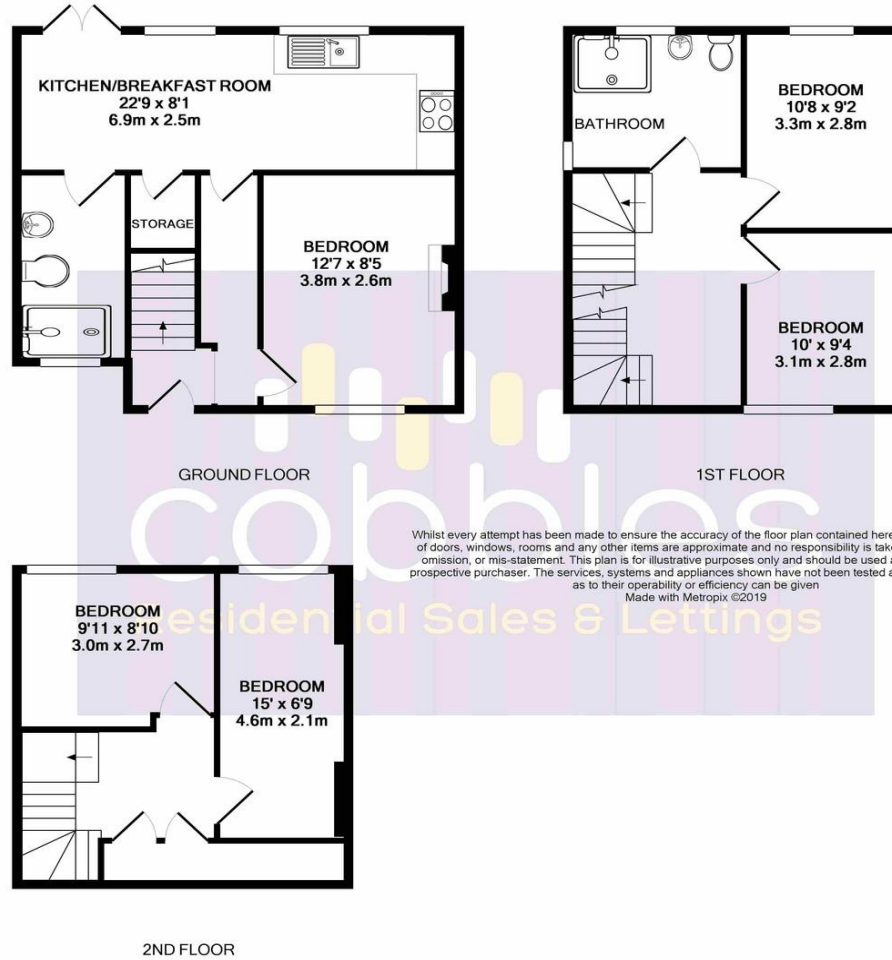 KITCHEN/BREAKFAST ROOM
22'9 x 8'1
6.9m x 2.5m
STORAGE
BEDROOM
12'7 x 8'5
3.8m x 2.6m
GROUND FLOOR
BATHROOM
BEDROOM
10'8 x 9'2
3.3m x 2.8m
BEDROOM
10' x 9'4
3.1m x 2.8m
1ST FLOOR
cobbles
Residential Sales & Lettings
Whilst every attempt has been made to ensure the accuracy of the floor plan contained here
of doors, windows, rooms and any other items are approximate and no responsibility is tak
omission, or mis-statement. This plan is for illustrative purposes only and should be used a
prospective purchaser. The services, systems and appliances shown have not been tested a
as to their operability or efficiency can be given
Made with Metropix ©2019
BEDROOM
9'11 x 8'10
3.0m x 2.7m
BEDROOM
15' x 6'9
4.6m x 2.1m
2ND FLOOR